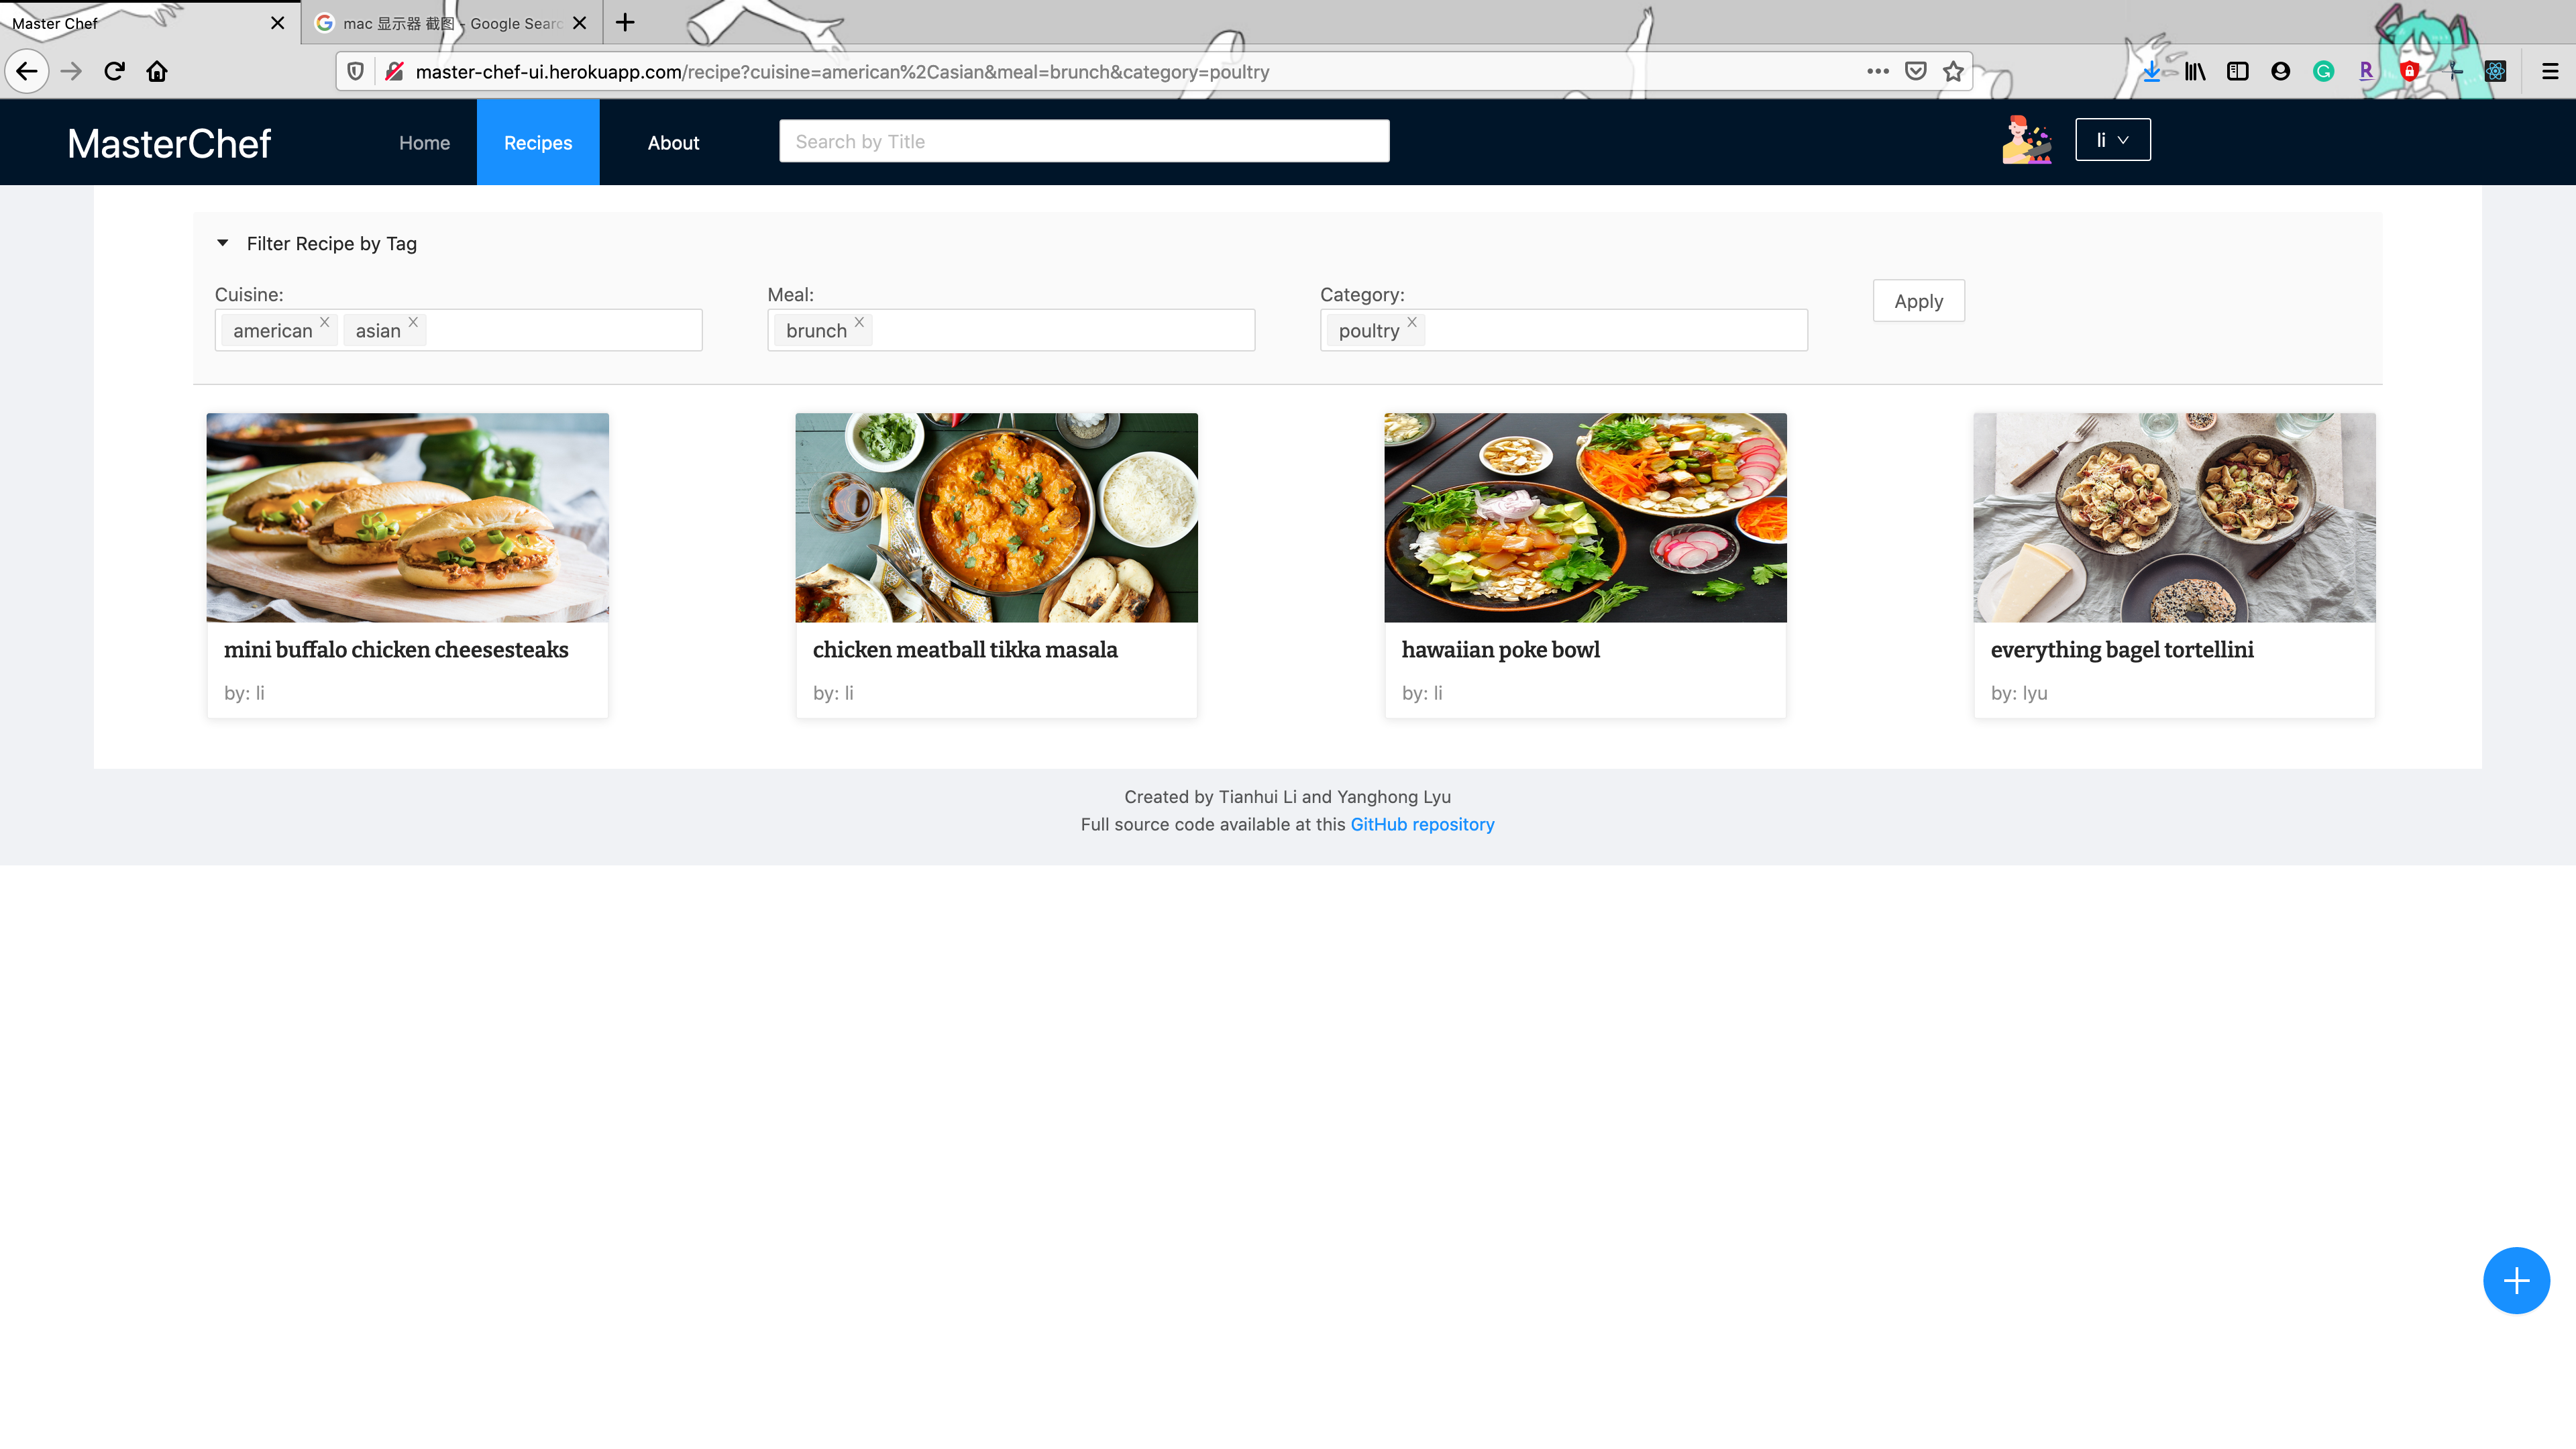 Master Chef
mac 显示器 截图 - Google Searc
master-chef-ui.herokuapp.com/recipe?cuisine=american%2Casian&meal=brunch&category=poultry
MasterChef
Home
Recipes
About
Search by Title
li
Filter Recipe by Tag
Cuisine:
Meal:
Category:
Apply
american
asian
brunch
poultry
mini buffalo chicken cheesesteaks
by: li
chicken meatball tikka masala
by: li
hawaiian poke bowl
by: li
everything bagel tortellini
by: lyu
Created by Tianhui Li and Yanghong Lyu
Full source code available at this GitHub repository